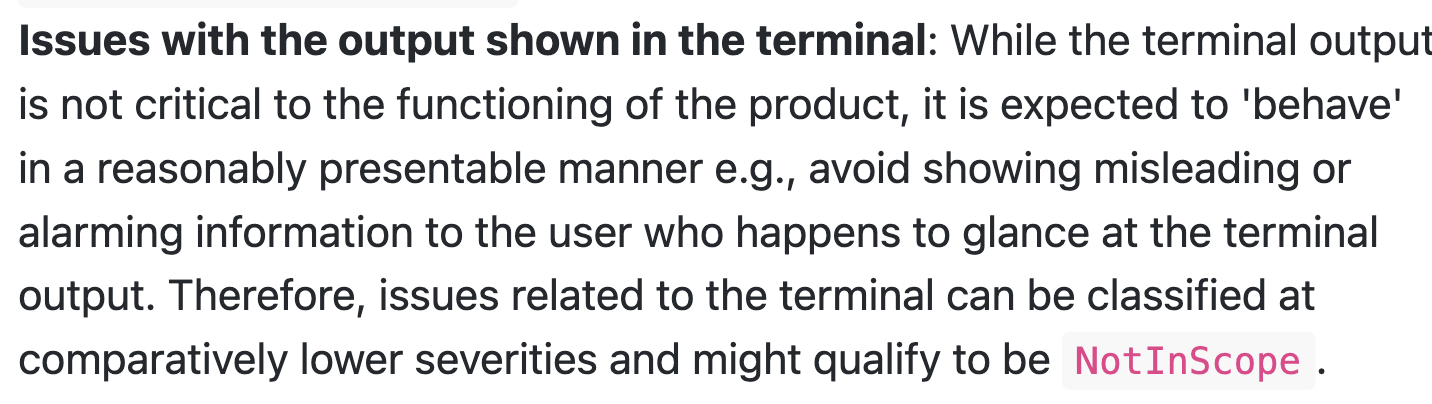 Issues with the output shown in the terminal: While the terminal output
is not critical to the functioning of the product, it is expected to 'behave'
in a reasonably presentable manner e.g., avoid showing misleading or
alarming information to the user who happens to glance at the terminal
output. Therefore, issues related to the terminal can be classified at
comparatively lower severities and might qualify to be NotInScope.